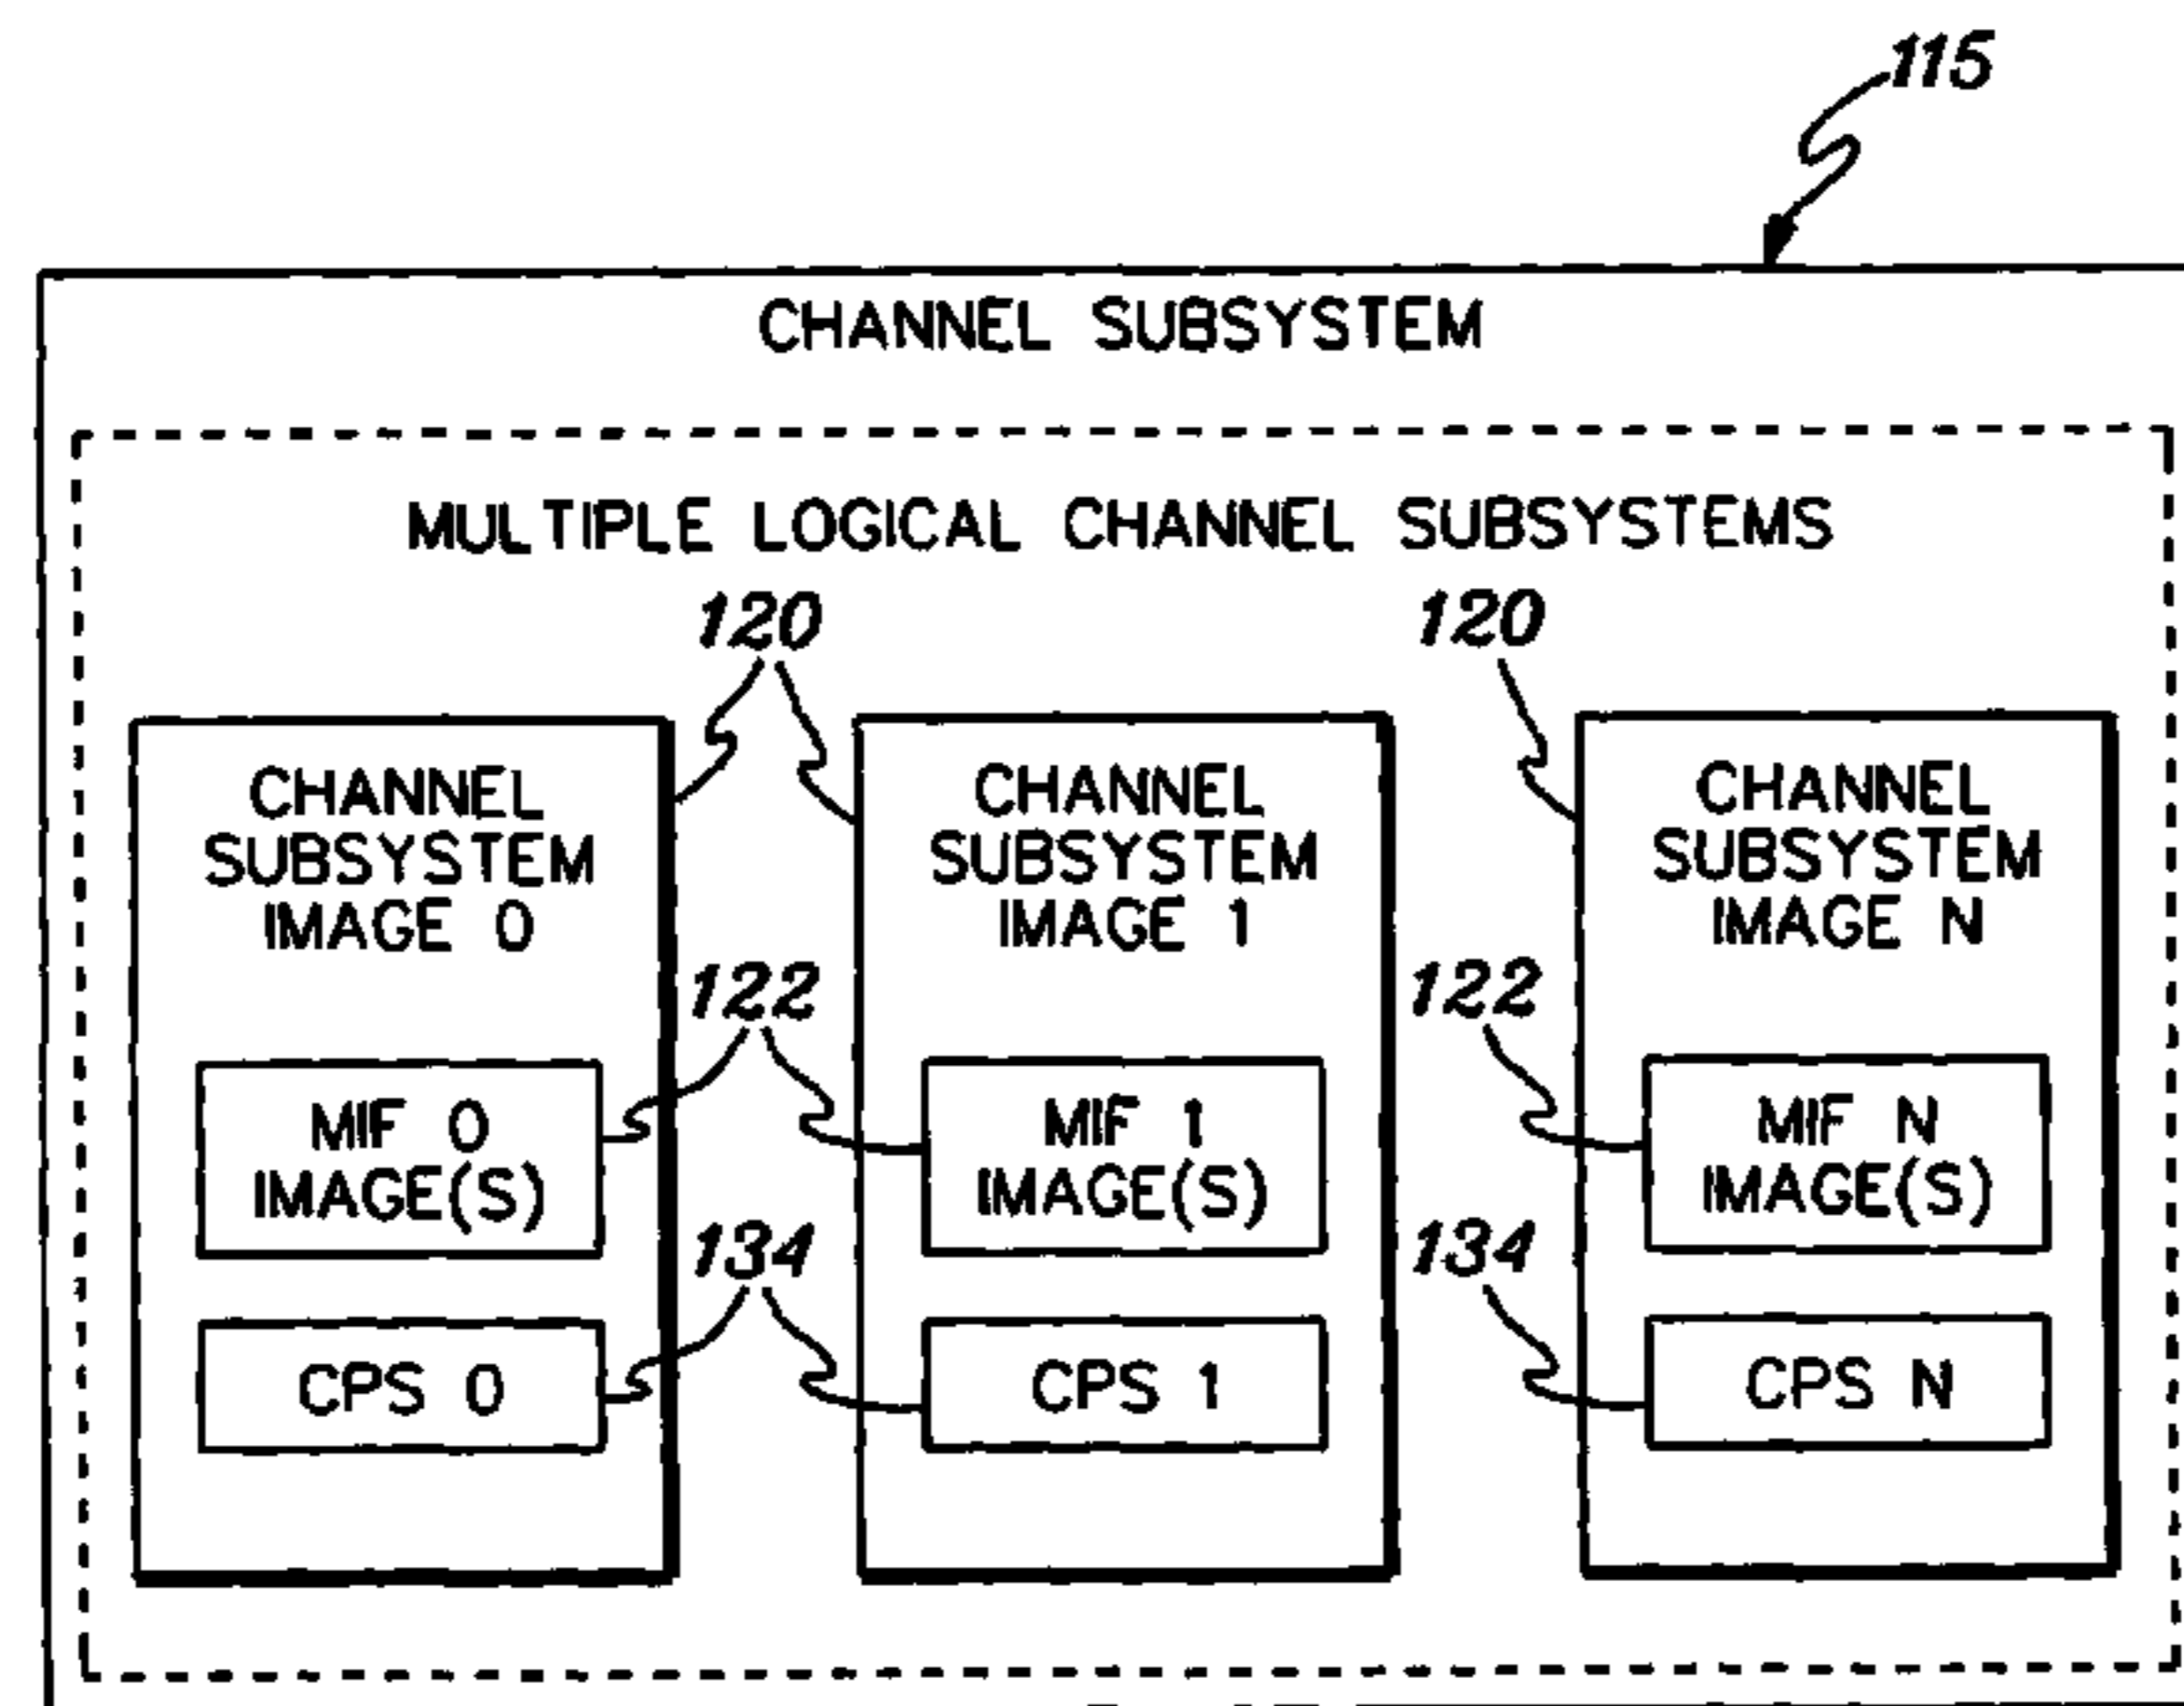 115
CHANNEL SUBSYSTEM
MULTIPLE LOGICAL CHANNEL SUBSYSTEMS
120
120
CHANNEL
SUBSYSTEM
IMAGE 0
CHANNEL
SUBSYSTEM
IMAGE 1
CHANNEL
SUBSYSTEM
IMAGE N
122
122
MIF 0
IMAGE(S)
MIF 1
IMAGE(S)
MIF N
IMAGE(S)
134
134
CPS 0
CPS 1
CPS N